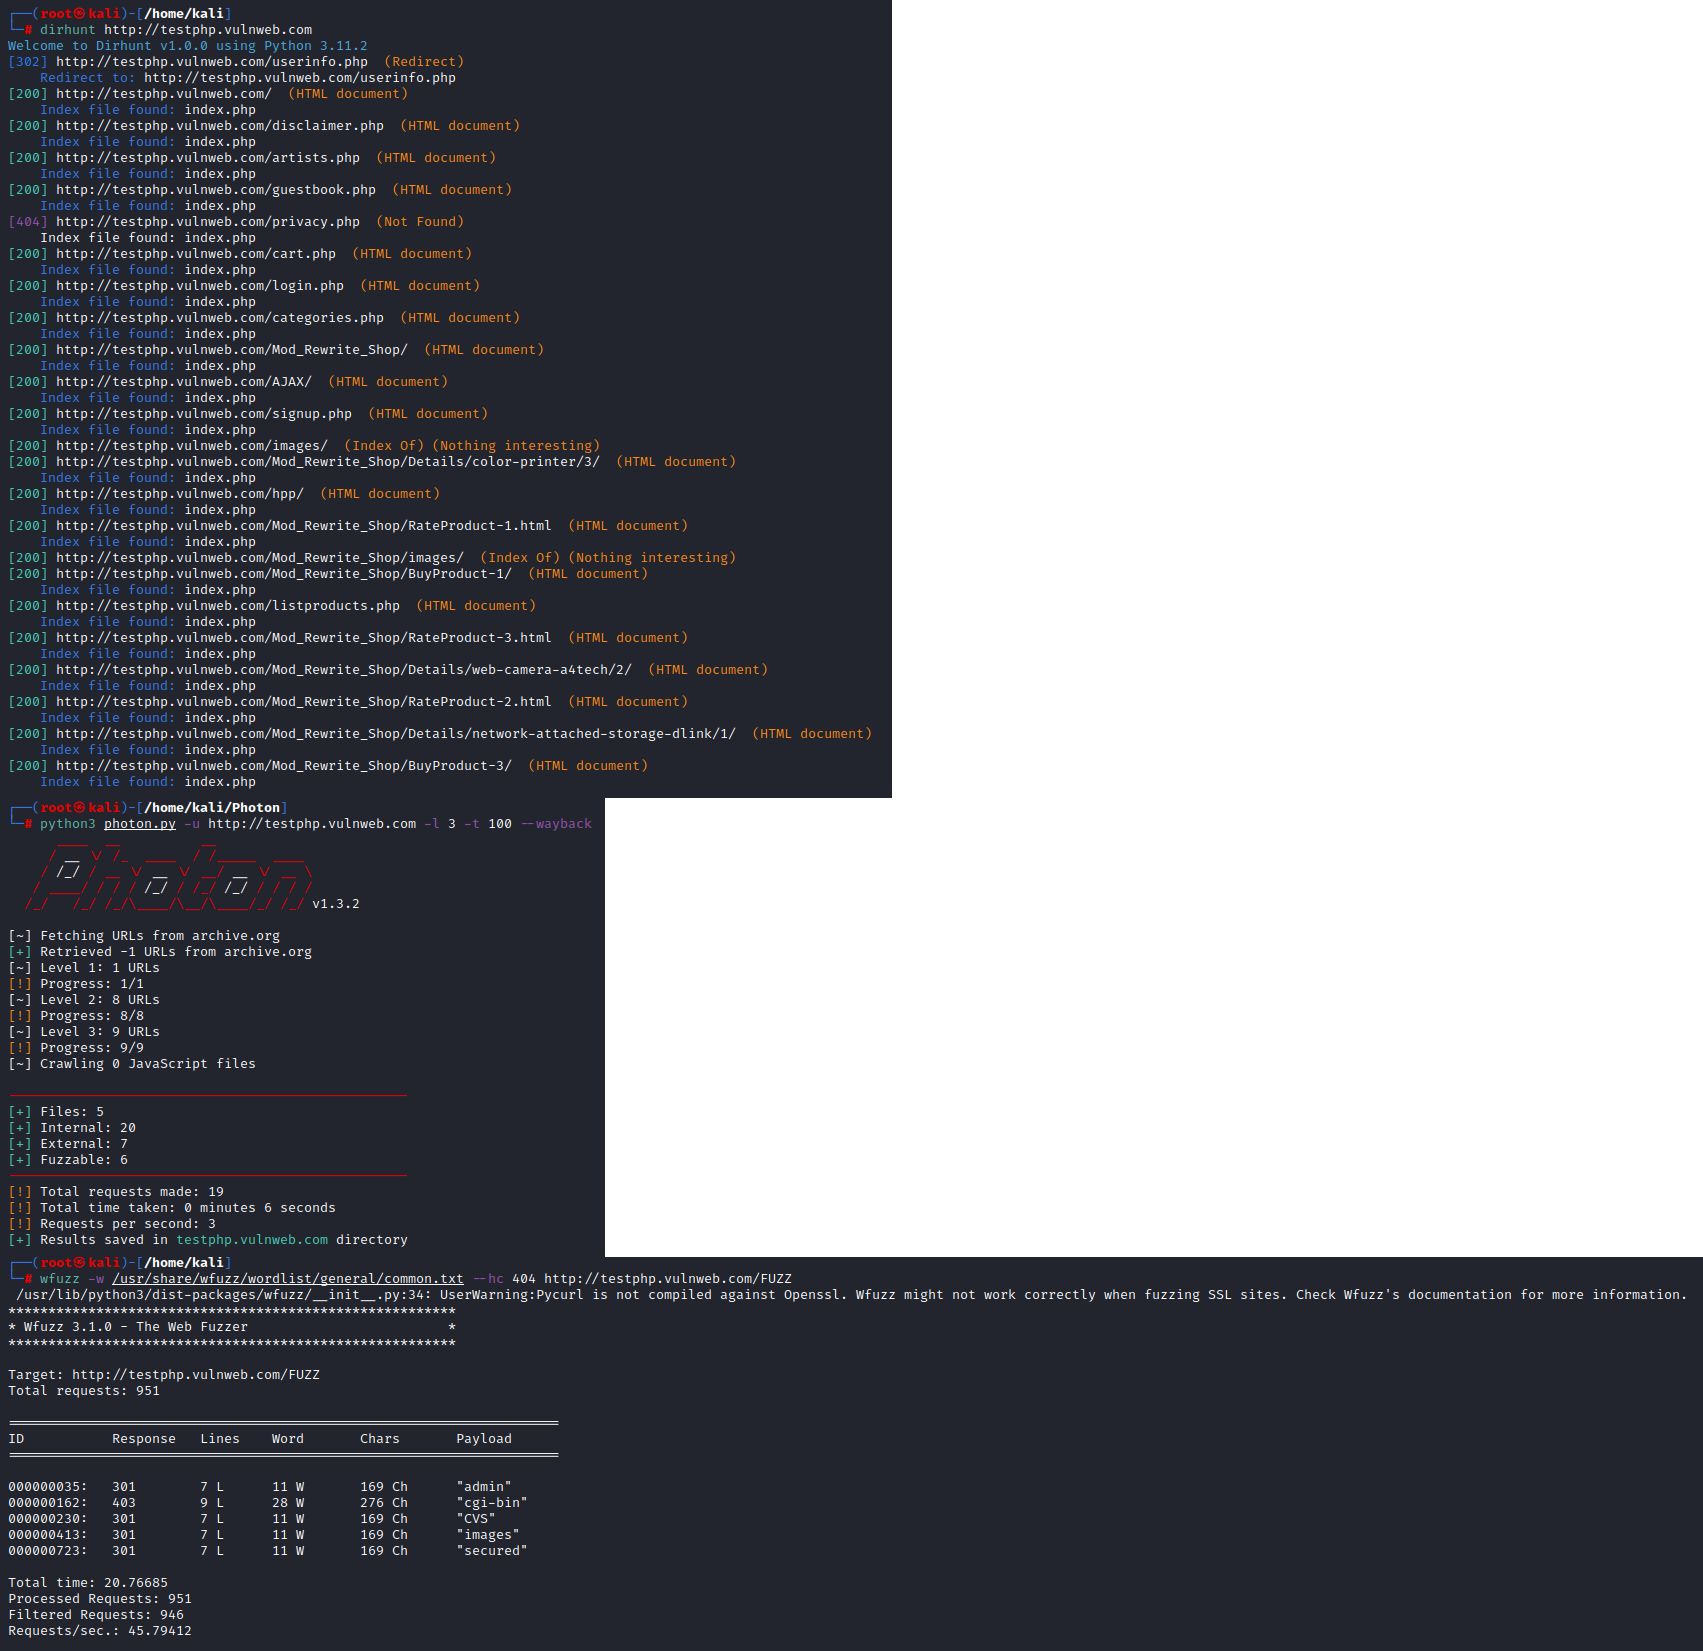 ┌──(root㉿kali)-[/home/kali]
└─# dirhunt http://testphp.vulnweb.com
Welcome to Dirhunt v1.0.0 using Python 3.11.2
[302] http://testphp.vulnweb.com/userinfo.php  (Redirect)
    Redirect to: http://testphp.vulnweb.com/userinfo.php
[200] http://testphp.vulnweb.com/  (HTML document)
    Index file found: index.php
[200] http://testphp.vulnweb.com/disclaimer.php  (HTML document)
    Index file found: index.php
[200] http://testphp.vulnweb.com/artists.php  (HTML document)
    Index file found: index.php
[200] http://testphp.vulnweb.com/guestbook.php  (HTML document)
    Index file found: index.php
[404] http://testphp.vulnweb.com/privacy.php  (Not Found)
    Index file found: index.php
[200] http://testphp.vulnweb.com/cart.php  (HTML document)
    Index file found: index.php
[200] http://testphp.vulnweb.com/login.php  (HTML document)
    Index file found: index.php
[200] http://testphp.vulnweb.com/categories.php  (HTML document)
    Index file found: index.php
[200] http://testphp.vulnweb.com/Mod_Rewrite_Shop/  (HTML document)
    Index file found: index.php
[200] http://testphp.vulnweb.com/AJAX/  (HTML document)
    Index file found: index.php
[200] http://testphp.vulnweb.com/signup.php  (HTML document)
    Index file found: index.php
[200] http://testphp.vulnweb.com/images/  (Index Of) (Nothing interesting)
[200] http://testphp.vulnweb.com/Mod_Rewrite_Shop/Details/color-printer/3/  (HTML document)
    Index file found: index.php
[200] http://testphp.vulnweb.com/hpp/  (HTML document)
    Index file found: index.php
[200] http://testphp.vulnweb.com/Mod_Rewrite_Shop/RateProduct-1.html  (HTML document)
    Index file found: index.php
[200] http://testphp.vulnweb.com/Mod_Rewrite_Shop/images/  (Index Of) (Nothing interesting)
[200] http://testphp.vulnweb.com/Mod_Rewrite_Shop/BuyProduct-1/  (HTML document)
    Index file found: index.php
[200] http://testphp.vulnweb.com/listproducts.php  (HTML document)
    Index file found: index.php
[200] http://testphp.vulnweb.com/Mod_Rewrite_Shop/RateProduct-3.html  (HTML document)
    Index file found: index.php
[200] http://testphp.vulnweb.com/Mod_Rewrite_Shop/Details/web-camera-a4tech/2/  (HTML document)
    Index file found: index.php
[200] http://testphp.vulnweb.com/Mod_Rewrite_Shop/RateProduct-2.html  (HTML document)
    Index file found: index.php
[200] http://testphp.vulnweb.com/Mod_Rewrite_Shop/Details/network-attached-storage-dlink/1/  (HTML document)
    Index file found: index.php
[200] http://testphp.vulnweb.com/Mod_Rewrite_Shop/BuyProduct-3/  (HTML document)
    Index file found: index.php
┌──(root㉿kali)-[/home/kali/Photon]
└─# python3 photon.py -u http://testphp.vulnweb.com -l 3 -t 100 --wayback
Photon v1.3.2
[~] Fetching URLs from archive.org
[+] Retrieved -1 URLs from archive.org
[~] Level 1: 1 URLs
[!] Progress: 1/1
[~] Level 2: 8 URLs
[!] Progress: 8/8
[~] Level 3: 9 URLs
[!] Progress: 9/9
[~] Crawling 0 JavaScript files
[+] Files: 5
[+] Internal: 20
[+] External: 7
[+] Fuzzable: 6
[!] Total requests made: 19
[!] Total time taken: 0 minutes 6 seconds
[!] Requests per second: 3
[+] Results saved in testphp.vulnweb.com directory
┌──(root㉿kali)-[/home/kali]
└─# wfuzz -w /usr/share/wfuzz/wordlist/general/common.txt --hc 404 http://testphp.vulnweb.com/FUZZ
 /usr/lib/python3/dist-packages/wfuzz/__init__.py:34: UserWarning:Pycurl is not compiled against Openssl. Wfuzz might not work correctly when fuzzing SSL sites. Check Wfuzz's documentation for more information.
********************************************************
* Wfuzz 3.1.0 - The Web Fuzzer                         *
********************************************************
Target: http://testphp.vulnweb.com/FUZZ
Total requests: 951
=====================================================================
ID           Response   Lines    Word       Chars       Payload
=====================================================================
000000035:   301        7 L      11 W       169 Ch      "admin"
000000162:   403        9 L      28 W       276 Ch      "cgi-bin"
000000230:   301        7 L      11 W       169 Ch      "CVS"
000000413:   301        7 L      11 W       169 Ch      "images"
000000723:   301        7 L      11 W       169 Ch      "secured"
Total time: 20.76685
Processed Requests: 951
Filtered Requests: 946
Requests/sec.: 45.79412